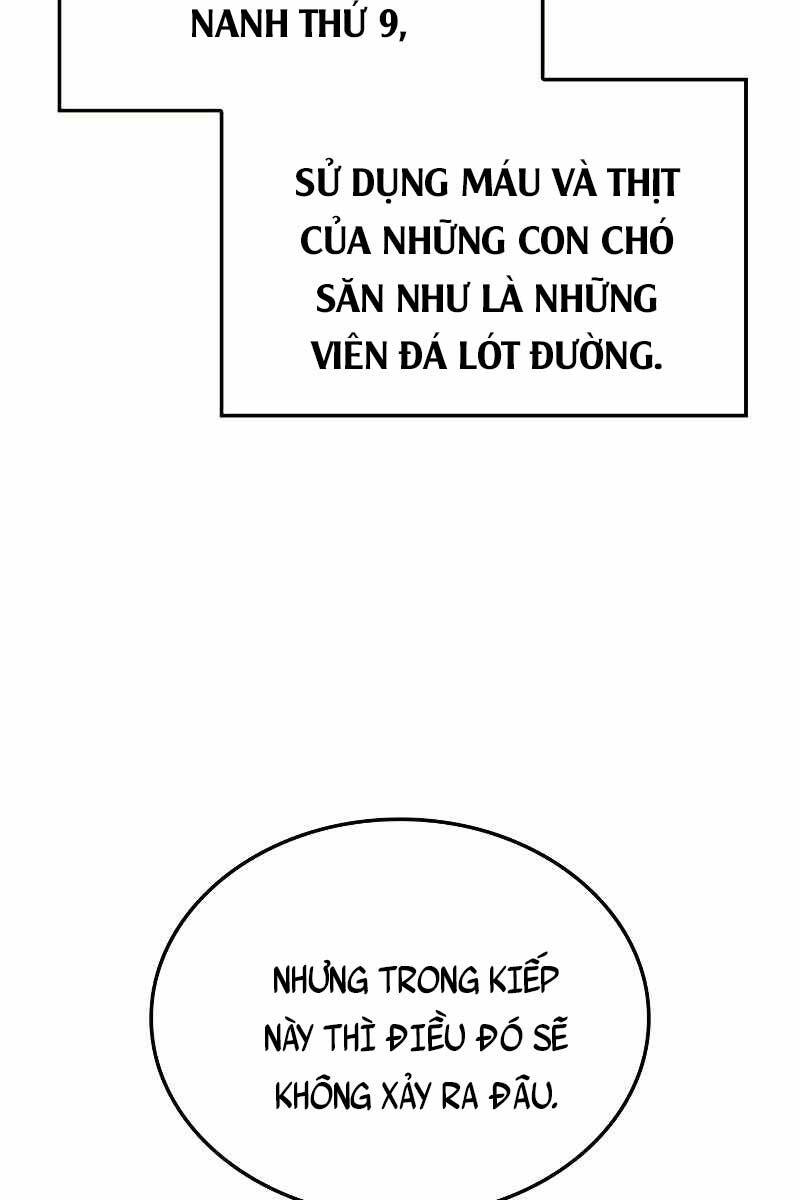 NANH THỨ 9,
SỬ DỤNG MÁU VÀ THỊT
CỦA NHỮNG CON CHÓ
SĂN NHƯ LÀ NHỮNG
VIÊN ĐÁ LÓT ĐƯỜNG.
NHƯNG TRONG KIẾP
NÀY THÌ ĐIỀU ĐÓ SẼ
KHÔNG XẢY RA ĐÂU.